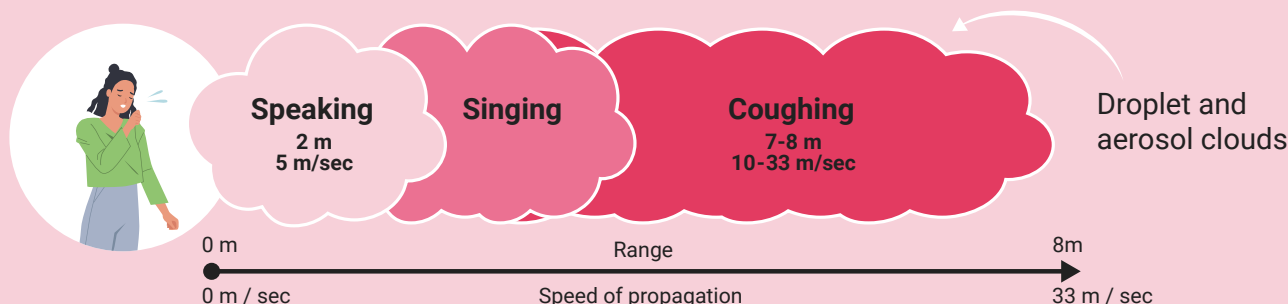 Speaking
2 m
5 m/sec
Singing
Coughing
7-8 m
10-33 m/sec
Droplet and
aerosol clouds
0 m
Range
8m
0 m / sec
Speed of propagation
33 m / sec